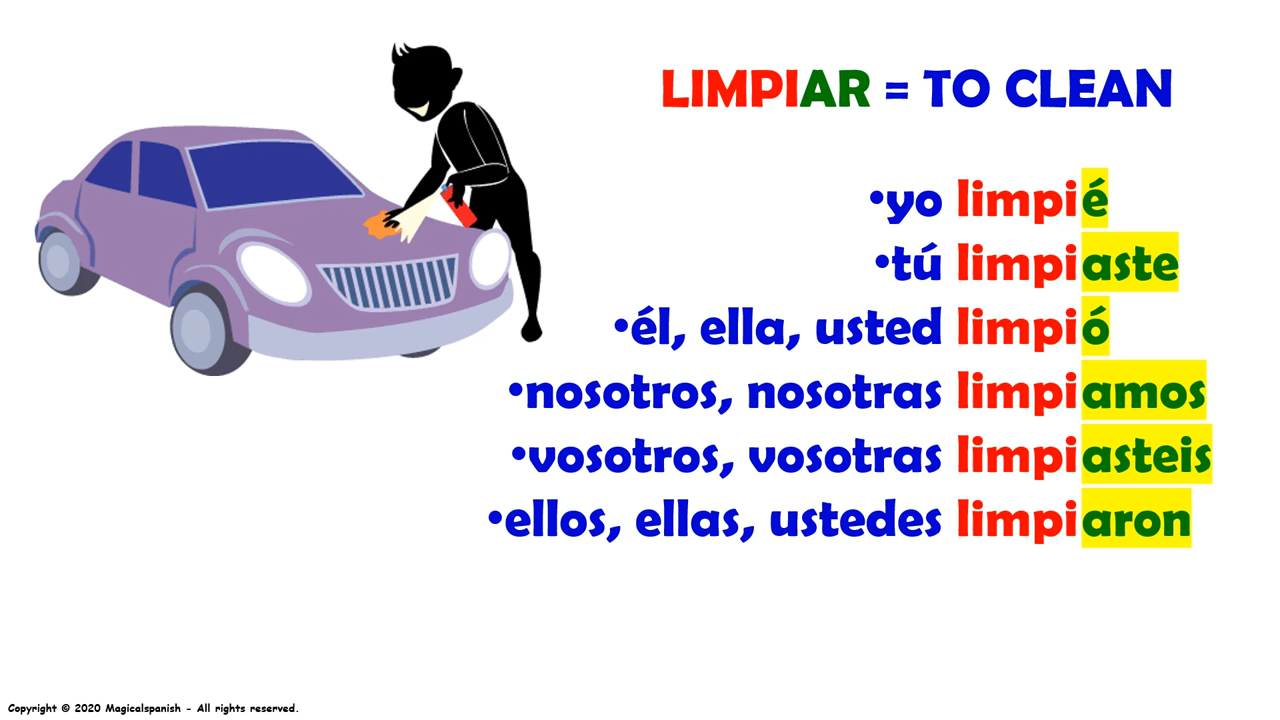 LIMPIAR = TO CLEAN
•yo limpié
•tú limpiaste
•él, ella, usted limpió
•nosotros, nosotras limpiamos
•vosotros, vosotras limpiasteis
•ellos, ellas, ustedes limpiaron
Copyright © 2020 Magicalspanish - All rights reserved.